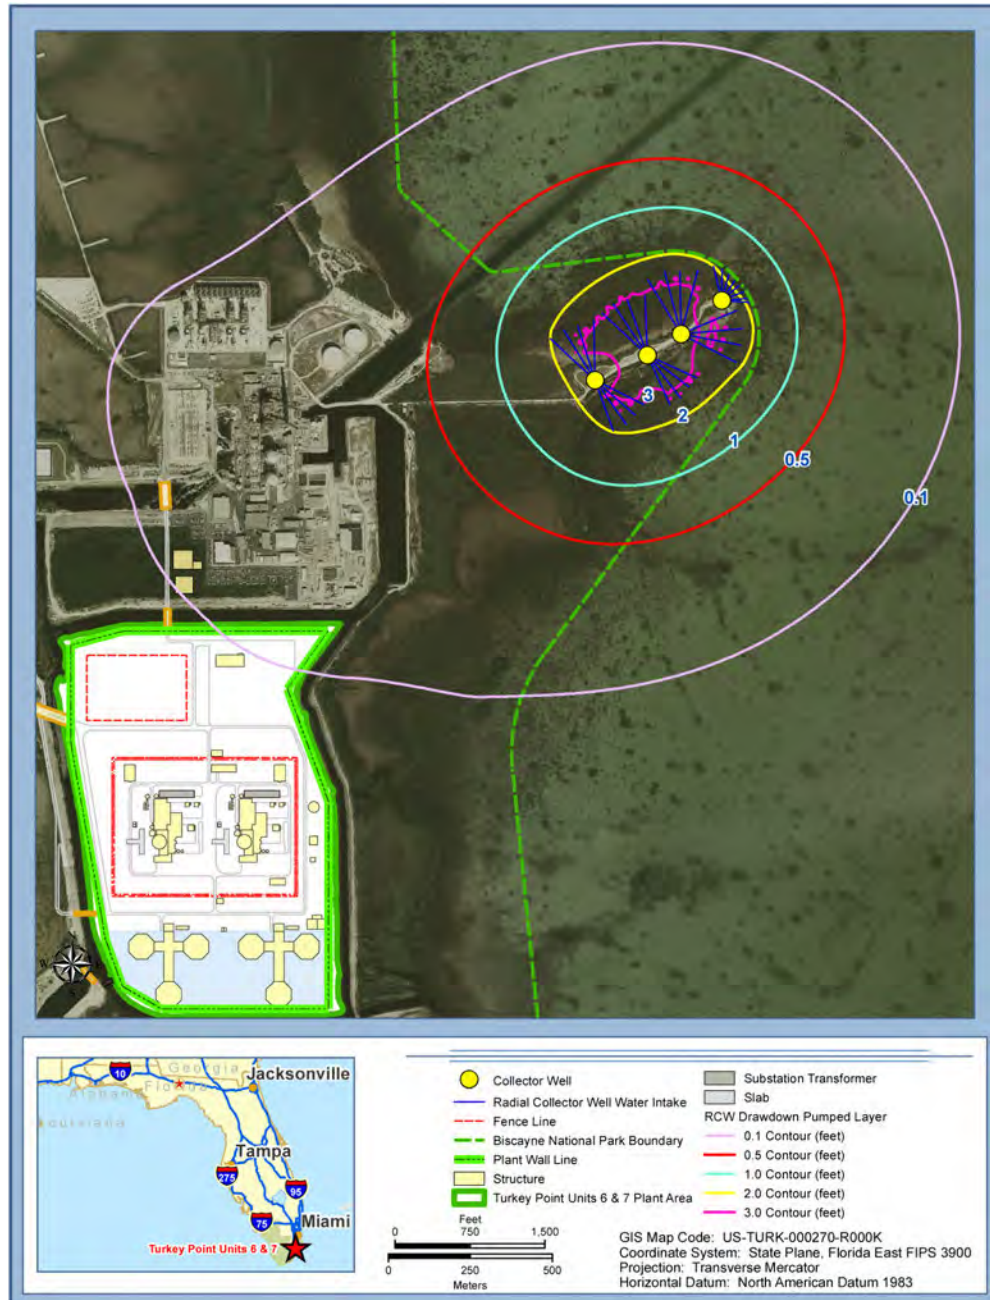 3
2
1
0.5
0.1
W
S
10
Georgia
Alabama
Florida
Jacksonville
Louisiana
Tampa
275
95
75
Miami
Turkey Point Units 6 & 7
Collector Well
Radial Collector Well Water Intake
Fence Line
Biscayne National Park Boundary
Plant Wall Line
Structure
Turkey Point Units 6 & 7 Plant Area
Substation Transformer
Slab
RCW Drawdown Pumped Layer
0.1 Contour (feet)
0.5 Contour (feet)
1.0 Contour (feet)
2.0 Contour (feet)
3.0 Contour (feet)
Feet
0 750 1,500
0 250 500
Meters
GIS Map Code: US-TURK-000270-R000K
Coordinate System: State Plane, Florida East FIPS 3900
Projection: Transverse Mercator
Horizontal Datum: North American Datum 1983